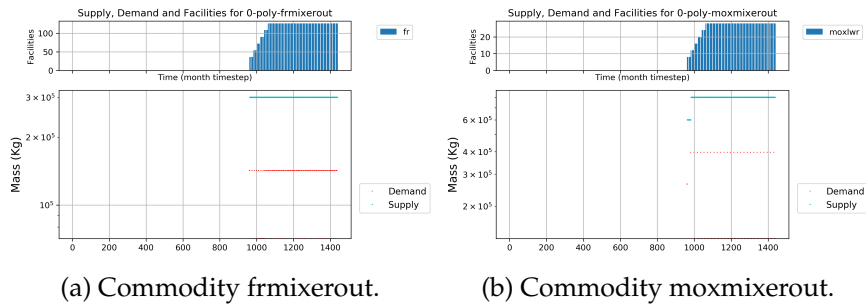 Supply, Demand and Facilities for 0-poly-frmixerout
Facilities
100
50
0
fr
Time (month timestep)
Mass (Kg)
3 × 10⁵
2 × 10⁵
10⁵
Demand
Supply
0 200 400 600 800 1000 1200 1400
(a) Commodity frmixerout.
Supply, Demand and Facilities for 0-poly-moxmixerout
Facilities
20
10
0
moxlwr
Time (month timestep)
Mass (Kg)
6 × 10⁵
4 × 10⁵
3 × 10⁵
2 × 10⁵
Demand
Supply
0 200 400 600 800 1000 1200 1400
(b) Commodity moxmixerout.